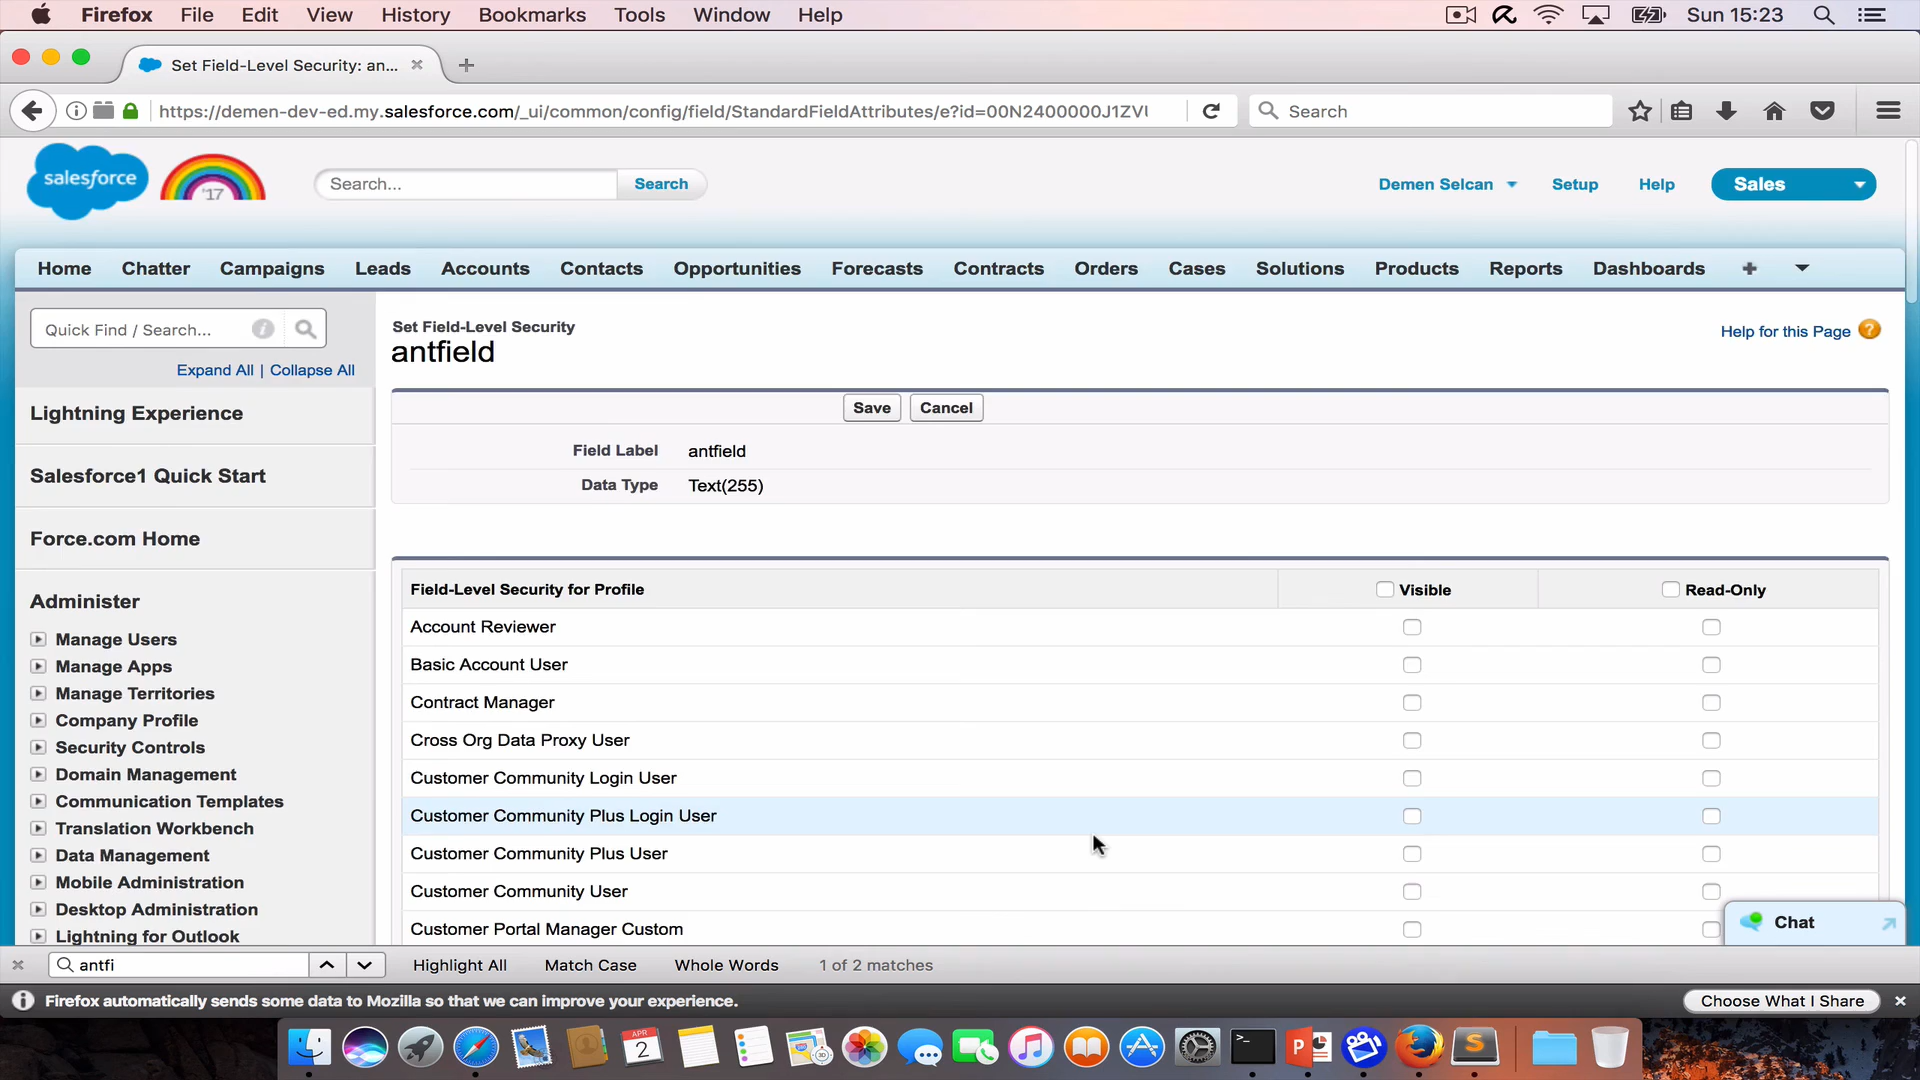 Firefox File Edit View History Bookmarks Tools Window Help Sun 15:23
Set Field-Level Security: an...
https://demen-dev-ed.my.salesforce.com/_ui/common/config/field/StandardFieldAttributes/e?id=00N2400000J1ZVU Search
salesforce '17 Search... Search Demen Selcan Setup Help Sales
Home Chatter Campaigns Leads Accounts Contacts Opportunities Forecasts Contracts Orders Cases Solutions Products Reports Dashboards +
Quick Find / Search...
Expand All | Collapse All
Lightning Experience
Salesforce1 Quick Start
Force.com Home
Administer
Manage Users
Manage Apps
Manage Territories
Company Profile
Security Controls
Domain Management
Communication Templates
Translation Workbench
Data Management
Mobile Administration
Desktop Administration
Lightning for Outlook
Set Field-Level Security
antfield
Help for this Page ?
Save Cancel
Field Label antfield
Data Type Text(255)
Field-Level Security for Profile Visible Read-Only
Account Reviewer
Basic Account User
Contract Manager
Cross Org Data Proxy User
Customer Community Login User
Customer Community Plus Login User
Customer Community Plus User
Customer Community User
Customer Portal Manager Custom
Chat
antfi Highlight All Match Case Whole Words 1 of 2 matches
Firefox automatically sends some data to Mozilla so that we can improve your experience. Choose What I Share
APR
2
3D
P
S